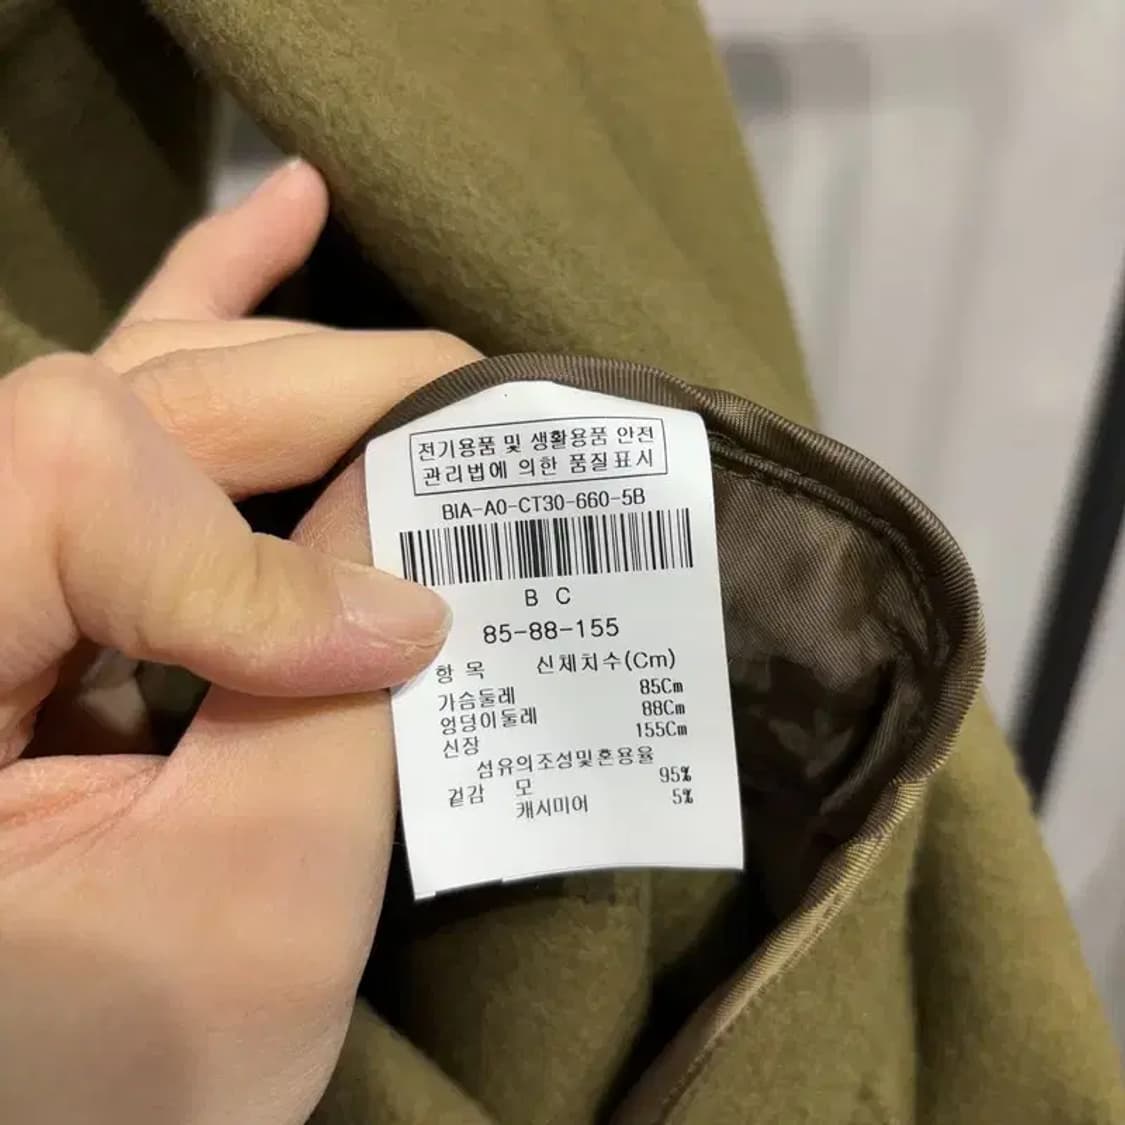 전기용품 및 생활용품 안전
관리법에 의한 품질표시
BIA-A0-CT30-660-5B
B C
85-88-155
항 목 신체치수(Cm)
가슴둘레 85Cm
엉덩이둘레 88Cm
신장 155Cm
섬유의조성및혼용율
겉감 모 95%
캐시미어 5%